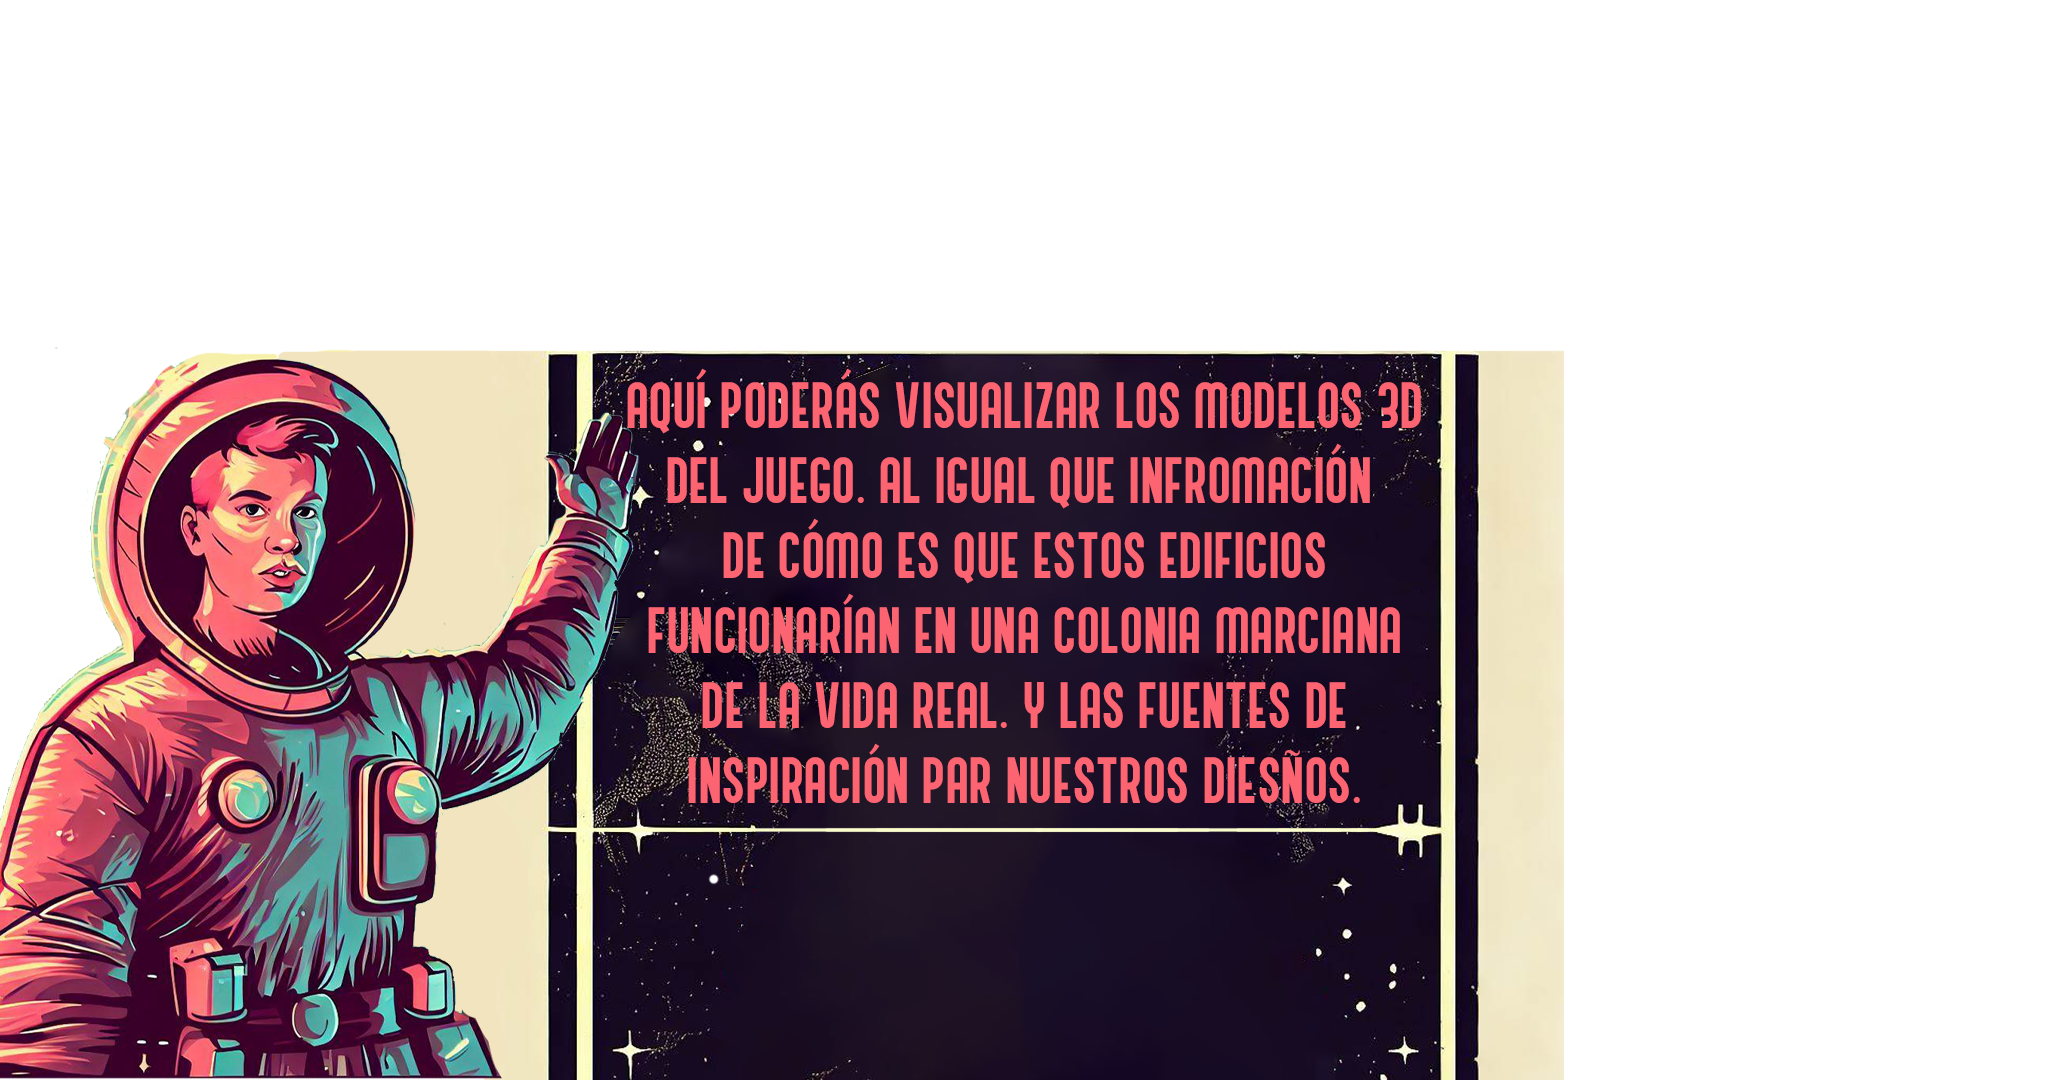 AQUÍ PODERÁS VISUALIZAR LOS MODELOS 3D
DEL JUEGO. AL IGUAL QUE INFROMACIÓN
DE CÓMO ES QUE ESTOS EDIFICIOS
FUNCIONARÍAN EN UNA COLONIA MARCIANA
DE LA VIDA REAL. Y LAS FUENTES DE
INSPIRACIÓN PAR NUESTROS DIESÑOS.